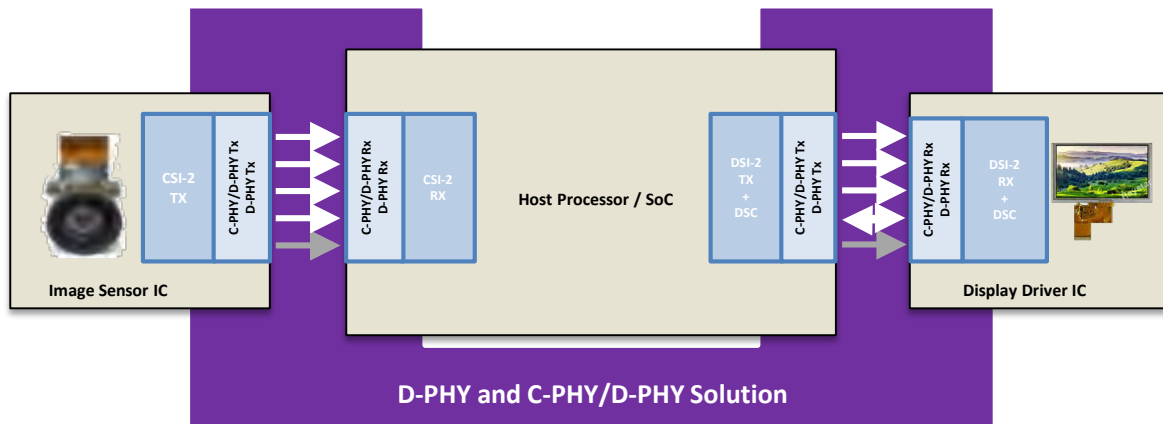 CSI-2
TX
C-PHY/D-PHY Tx
D-PHY Tx
Image Sensor IC
C-PHY/D-PHY Rx
D-PHY Rx
CSI-2
RX
Host Processor / SoC
DSI-2
TX
+
DSC
C-PHY/D-PHY Tx
D-PHY Tx
C-PHY/D-PHY Rx
D-PHY Rx
DSI-2
RX
+
DSC
Display Driver IC
D-PHY and C-PHY/D-PHY Solution